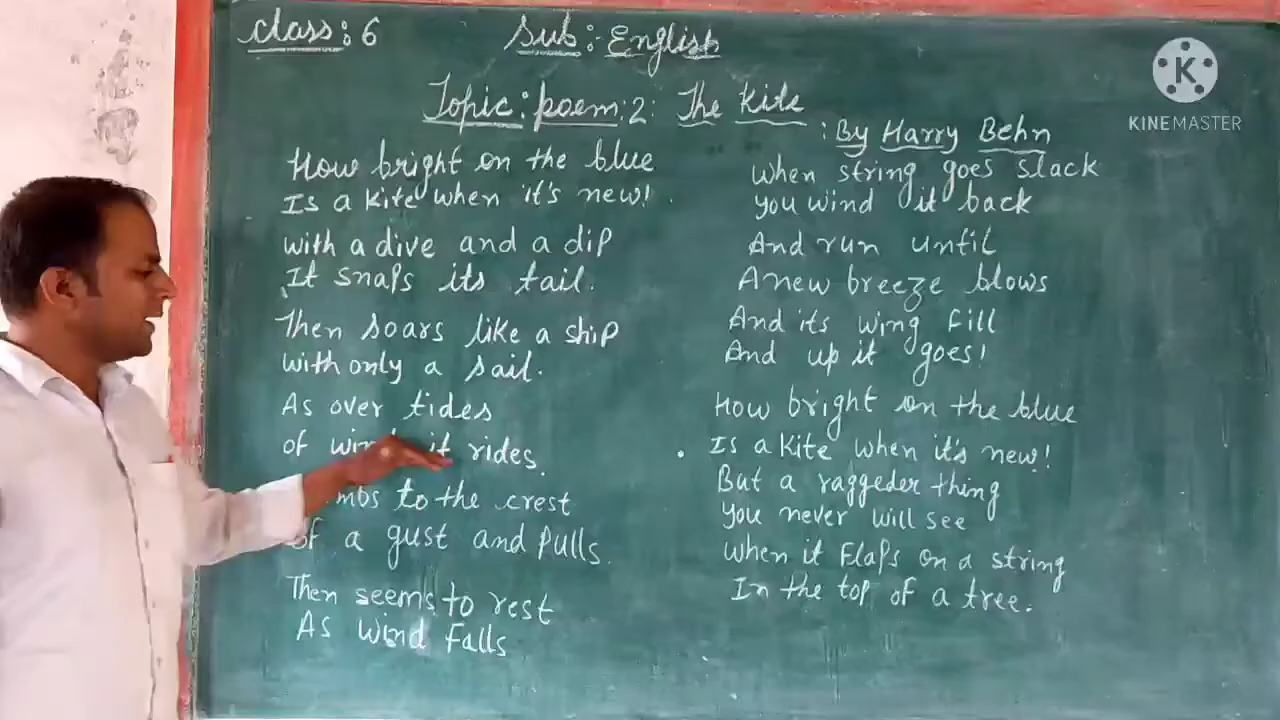 Class: 6
Sub: English
Topic: poem: 2: The Kite
: By Harry Behn
How bright on the blue
Is a Kite when it's new!
with a dive and a dip
It snaps its tail.
Then soars like a ship
with only a sail.
As over tides
of wind it rides.
mbs to the crest
of a gust and pulls.
Then seems to rest
As wind falls
When string goes slack
you wind it back
And run until
A new breeze blows
And its wing fill
And up it goes!
How bright on the blue
Is a Kite when it's new!
But a raggeder thing
you never will see
when it Flaps on a string
In the top of a tree.
K
KINEMASTER